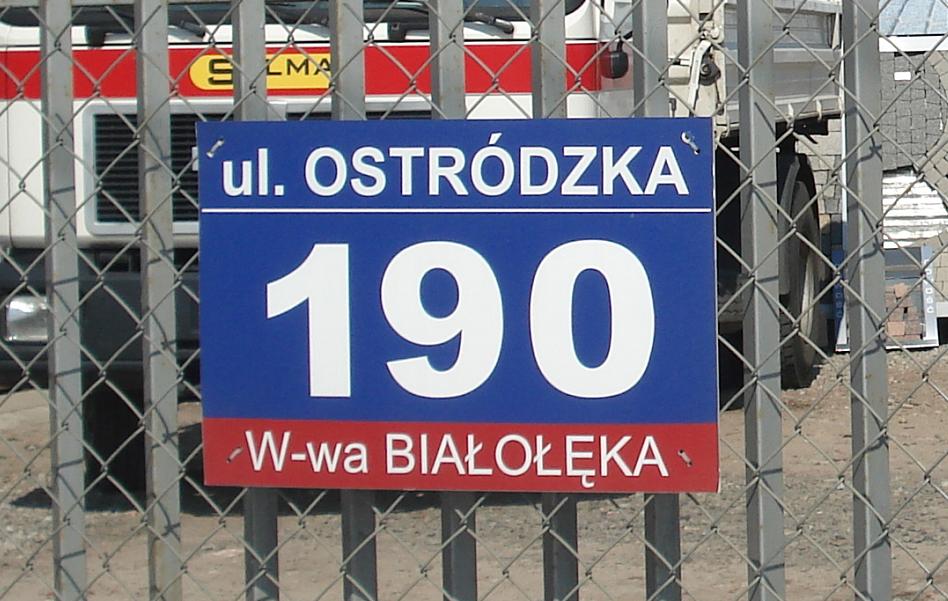 ul. OSTRÓDZKA
190
W-wa BIAŁOŁĘKA